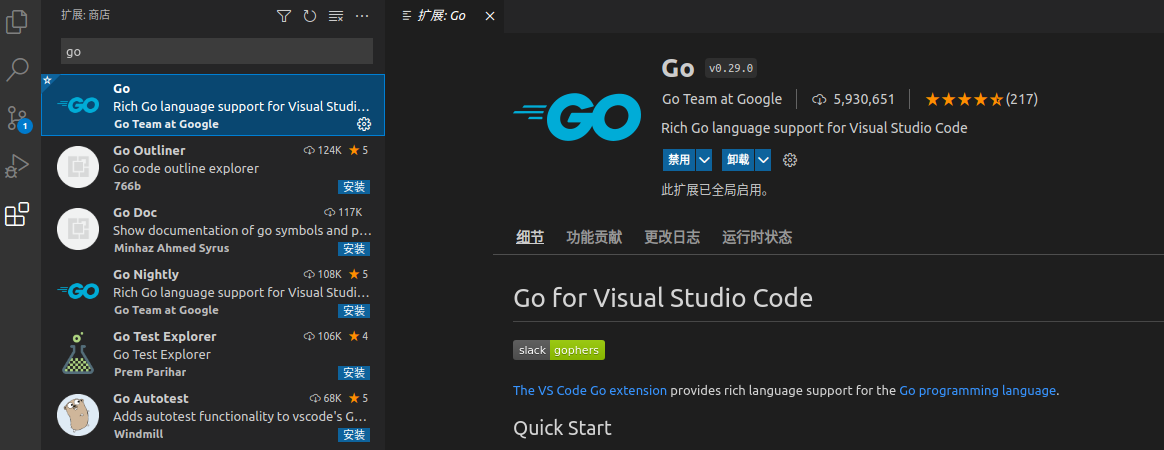 扩展: 商店
go
Go
Rich Go language support for Visual Studi…
Go Team at Google
Go Outliner 124K 5
Go code outline explorer
766b 安装
Go Doc 117K
Show documentation of go symbols and p…
Minhaz Ahmed Syrus 安装
GO
Go Nightly 108K 5
Rich Go language support for Visual Studi…
Go Team at Google 安装
Go Test Explorer 106K 4
Go Test Explorer
Prem Parihar 安装
Go Autotest 68K 5
Adds autotest functionality to vscode's G…
Windmill 安装
1
扩展: Go
GO
Go v0.29.0
Go Team at Google 5,930,651 (217)
Rich Go language support for Visual Studio Code
禁用 卸载
此扩展已全局启用。
细节 功能贡献 更改日志 运行时状态
Go for Visual Studio Code
slack gophers
The VS Code Go extension provides rich language support for the Go programming language.
Quick Start